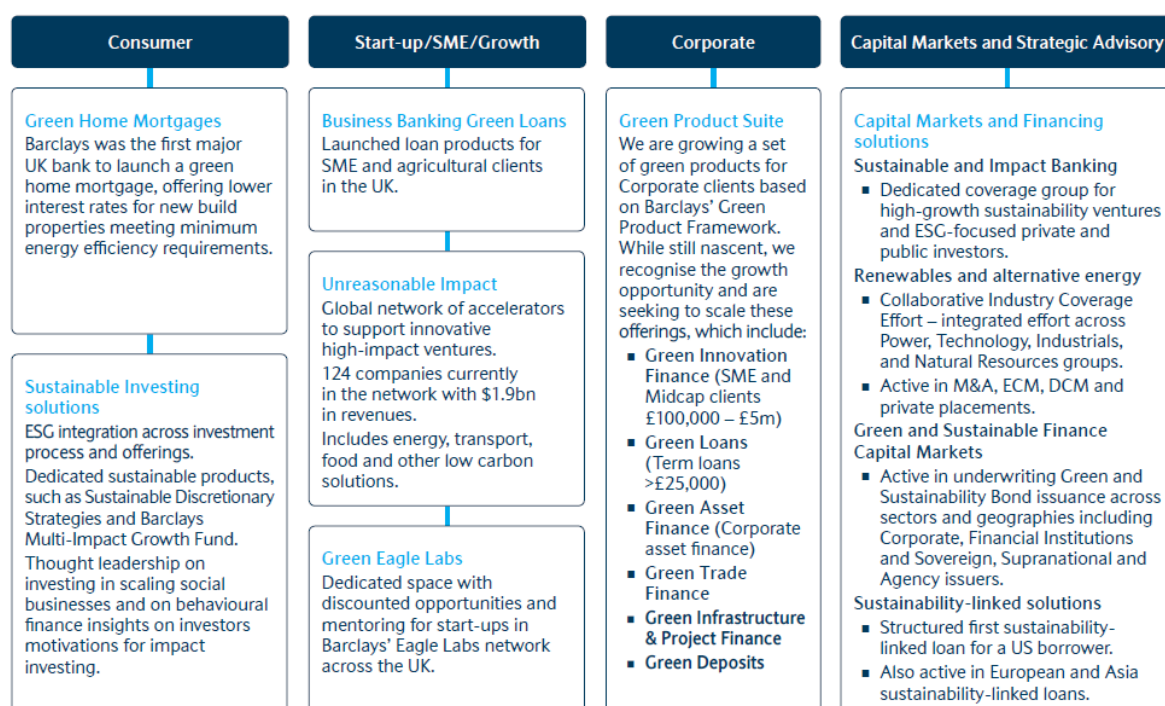 Consumer
Green Home Mortgages
Barclays was the first major
UK bank to launch a green
home mortgage, offering lower
interest rates for new build
properties meeting minimum
energy efficiency requirements.
Sustainable Investing
solutions
ESG integration across investment
process and offerings.
Dedicated sustainable products,
such as Sustainable Discretionary
Strategies and Barclays
Multi-Impact Growth Fund.
Thought leadership on
investing in scaling social
businesses and on behavioural
finance insights on investors
motivations for impact
investing.
Start-up/SME/Growth
Business Banking Green Loans
Launched loan products for
SME and agricultural clients
in the UK.
Unreasonable Impact
Global network of accelerators
to support innovative
high-impact ventures.
124 companies currently
in the network with $1.9bn
in revenues.
Includes energy, transport,
food and other low carbon
solutions.
Green Eagle Labs
Dedicated space with
discounted opportunities and
mentoring for start-ups in
Barclays' Eagle Labs network
across the UK.
Corporate
Green Product Suite
We are growing a set
of green products for
Corporate clients based
on Barclays' Green
Product Framework.
While still nascent, we
recognise the growth
opportunity and are
seeking to scale these
offerings, which include:
▪ Green Innovation
Finance (SME and
Midcap clients
£100,000 – £5m)
▪ Green Loans
(Term loans
>£25,000)
▪ Green Asset
Finance (Corporate
asset finance)
▪ Green Trade
Finance
▪ Green Infrastructure
& Project Finance
▪ Green Deposits
Capital Markets and Strategic Advisory
Capital Markets and Financing
solutions
Sustainable and Impact Banking
▪ Dedicated coverage group for
high-growth sustainability ventures
and ESG-focused private and
public investors.
Renewables and alternative energy
▪ Collaborative Industry Coverage
Effort – integrated effort across
Power, Technology, Industrials,
and Natural Resources groups.
▪ Active in M&A, ECM, DCM and
private placements.
Green and Sustainable Finance
Capital Markets
▪ Active in underwriting Green and
Sustainability Bond issuance across
sectors and geographies including
Corporate, Financial Institutions
and Sovereign, Supranational and
Agency issuers.
Sustainability-linked solutions
▪ Structured first sustainability-
linked loan for a US borrower.
▪ Also active in European and Asia
sustainability-linked loans.